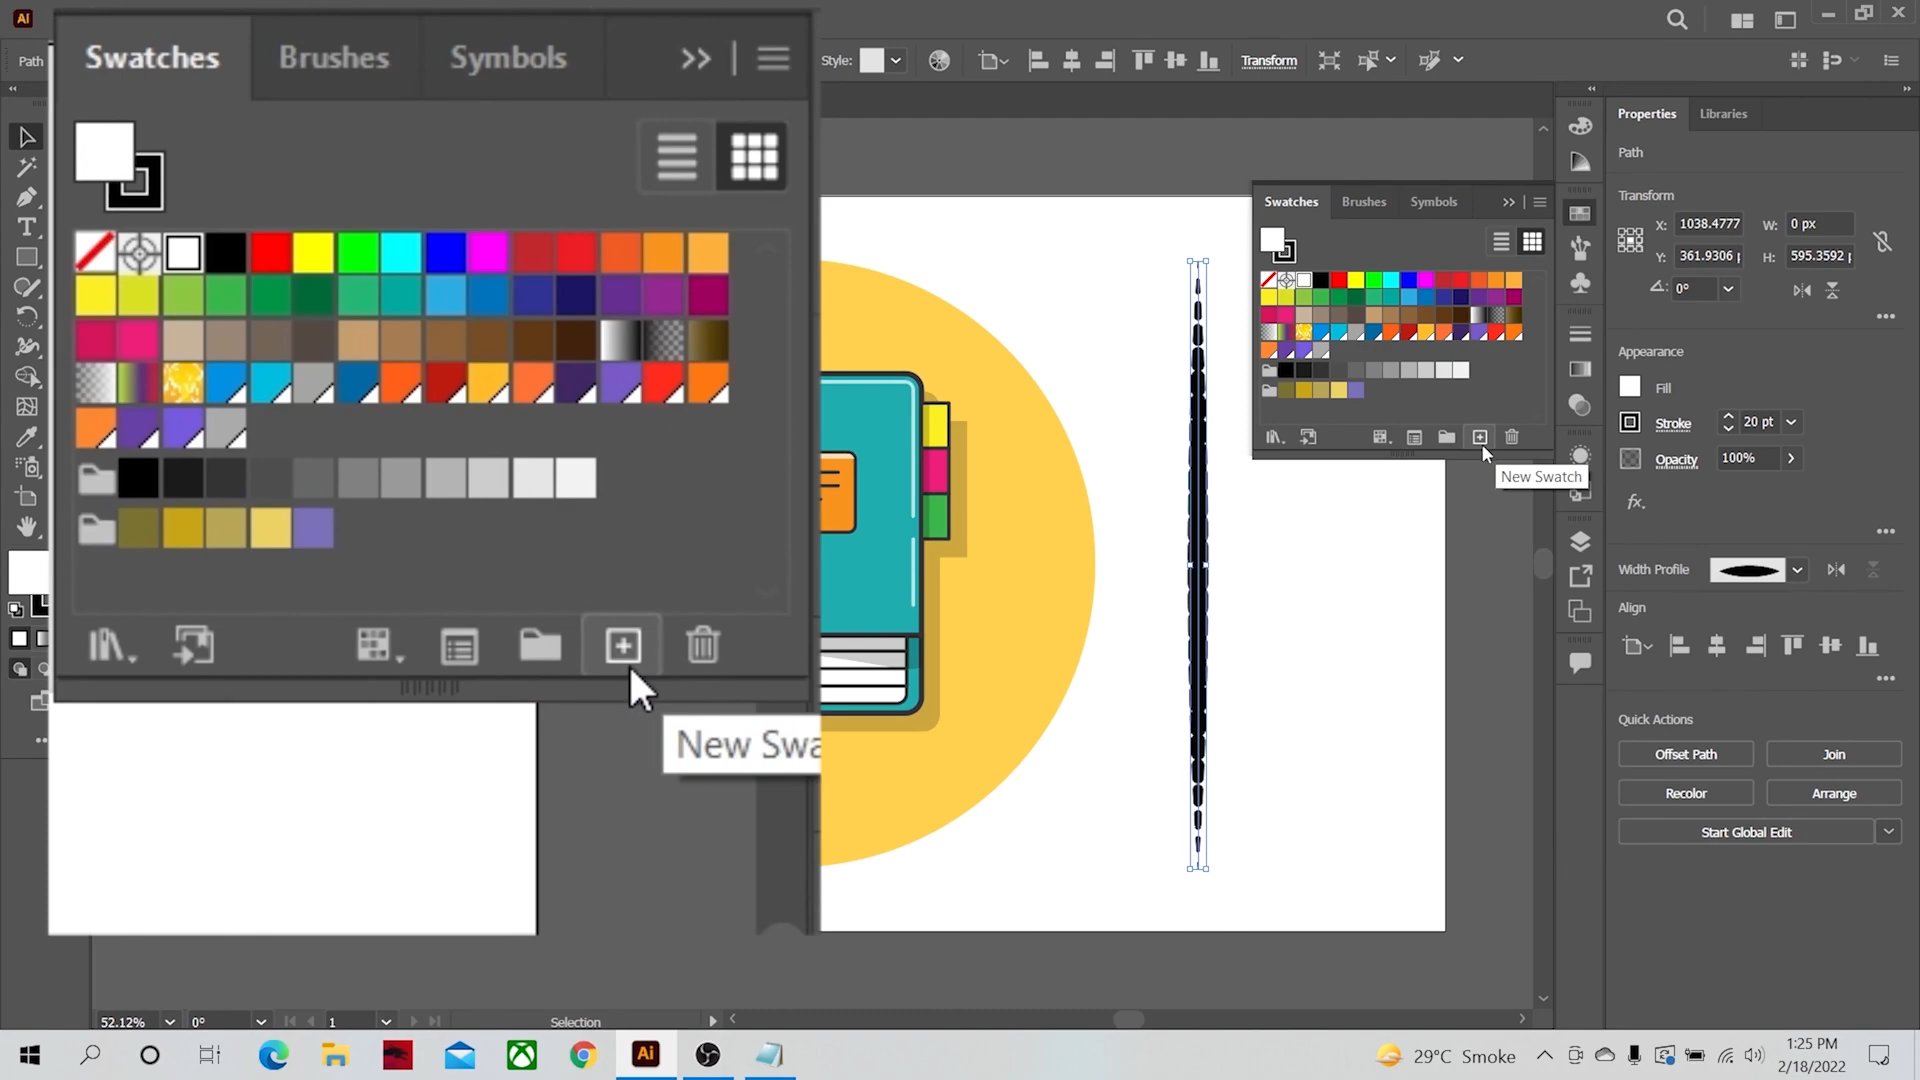 Ai
Path
Style:
Transform
Swatches
Brushes
Symbols
New Swa
Swatches
Brushes
Symbols
New Swatch
Properties
Libraries
Path
Transform
X:
1038.4777
W:
0 px
Y:
361.9306
H:
595.3592
0°
Appearance
Fill
Stroke
20 pt
Opacity
100%
fx.
Width Profile
Align
Quick Actions
Offset Path
Join
Recolor
Arrange
Start Global Edit
52.12%
0°
1
Selection
Ai
29°C Smoke
1:25 PM
2/18/2022